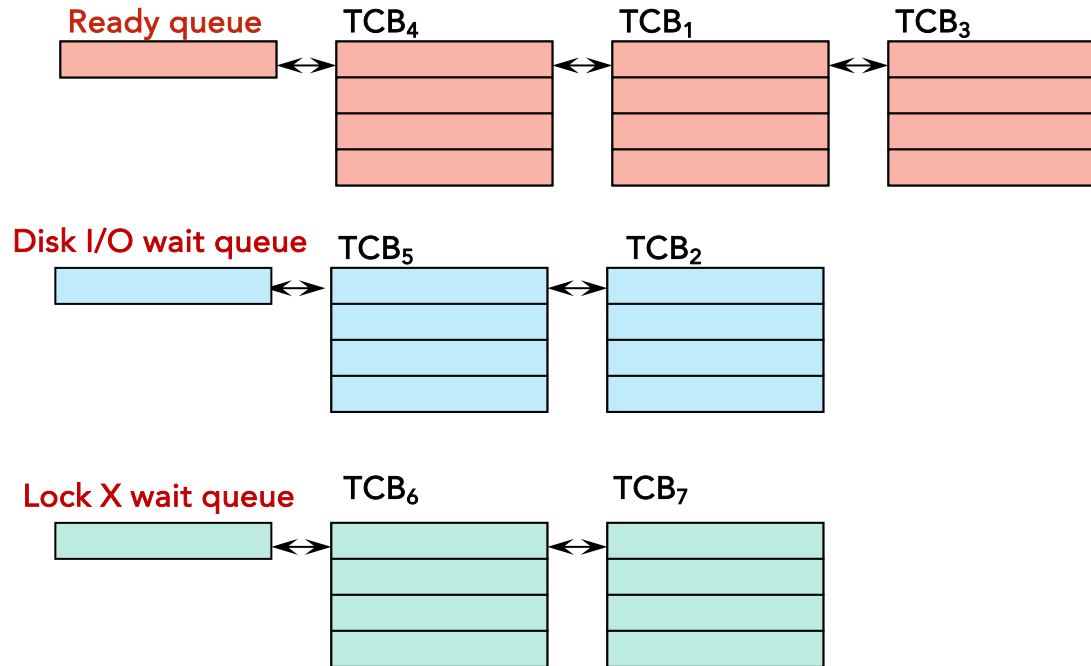 Ready queue TCB₄ TCB₁ TCB₃
Disk I/O wait queue TCB₅ TCB₂
Lock X wait queue TCB₆ TCB₇